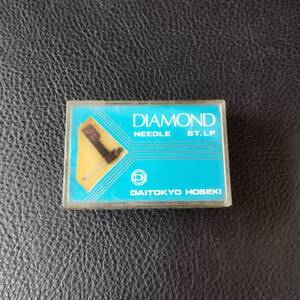 DIAMOND
NEEDLE ST. LP
DAITOKYO HOSEKI